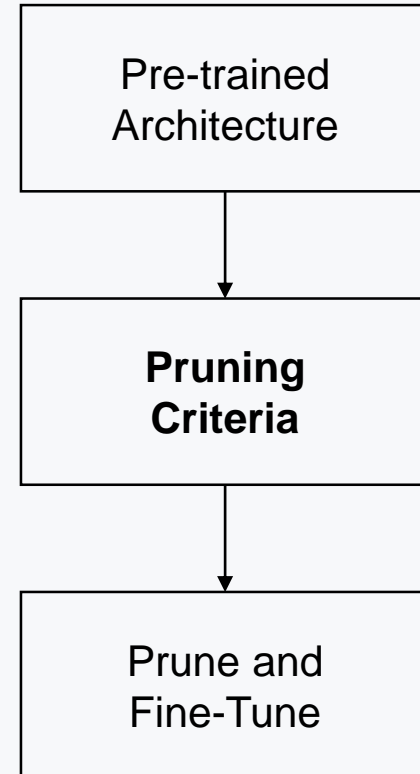 Pre-trained
Architecture
Pruning
Criteria
Prune and
Fine-Tune